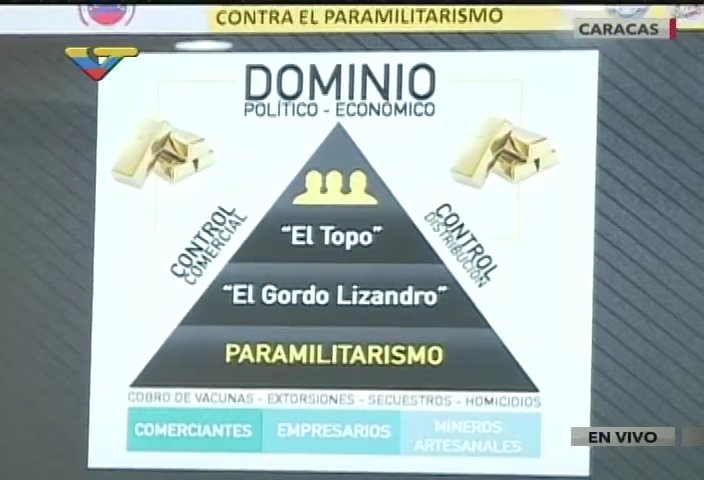 CONTRA EL PARAMILITARISMO
CARACAS
DOMINIO
POLÍTICO - ECONÓMICO
CONTROL
COMERCIAL
CONTROL
DISTRIBUCIÓN
"El Topo"
"El Gordo Lizandro"
PARAMILITARISMO
COBRO DE VACUNAS - EXTORSIONES - SECUESTROS - HOMICIDIOS
COMERCIANTES
EMPRESARIOS
MINEROS
ARTESANALES
EN VIVO